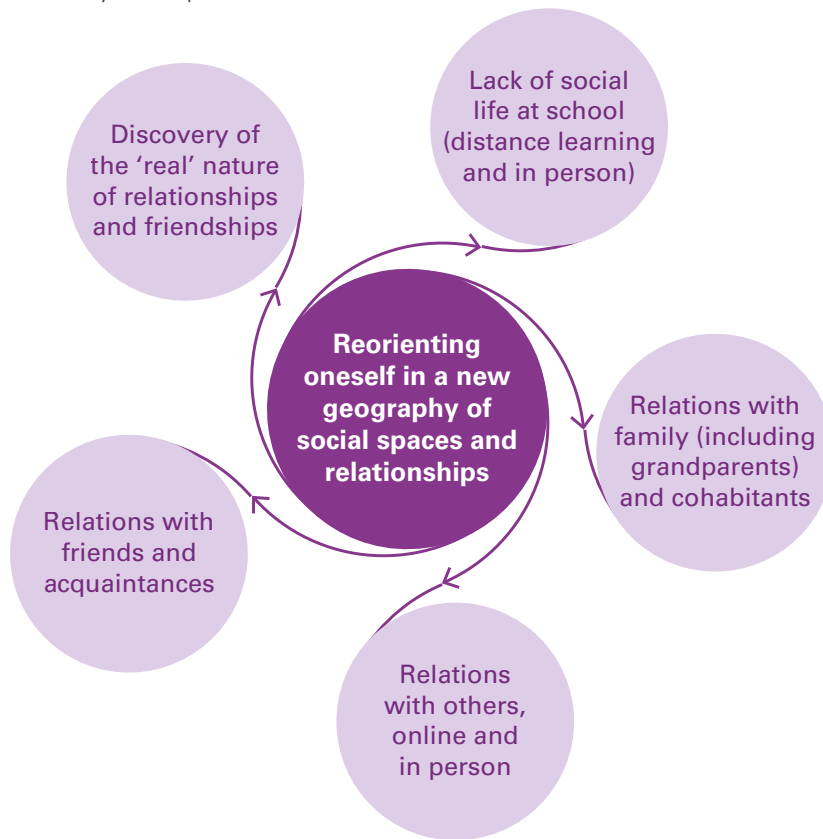 Lack of social
life at school
(distance learning
and in person)
Discovery of
the ‘real’ nature
of relationships
and friendships
Reorienting
oneself in a new
geography of
social spaces and
relationships
Relations with
family (including
grandparents)
and cohabitants
Relations with
friends and
acquaintances
Relations
with others,
online and
in person